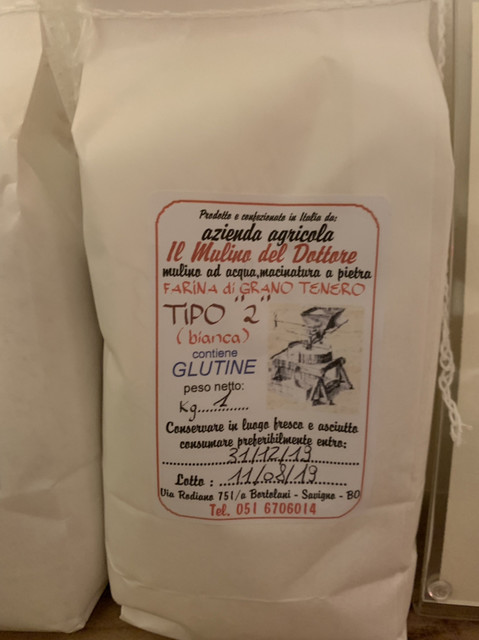 Prodotto e confezionato in Italia da:
azienda agricola
Il Mulino del Dottore
mulino ad acqua,macinatura a pietra
FARINA di GRANO TENERO
TIPO "2"
(bianca)
contiene
GLUTINE
peso netto:
Kg....1.........
Conservare in luogo fresco e asciutto
consumare preferibilmente entro:
31/12/19
Lotto : 11/08/19
Via Rodiano 751/a Bortolani - Savigno - BO
Tel. 051 6706014